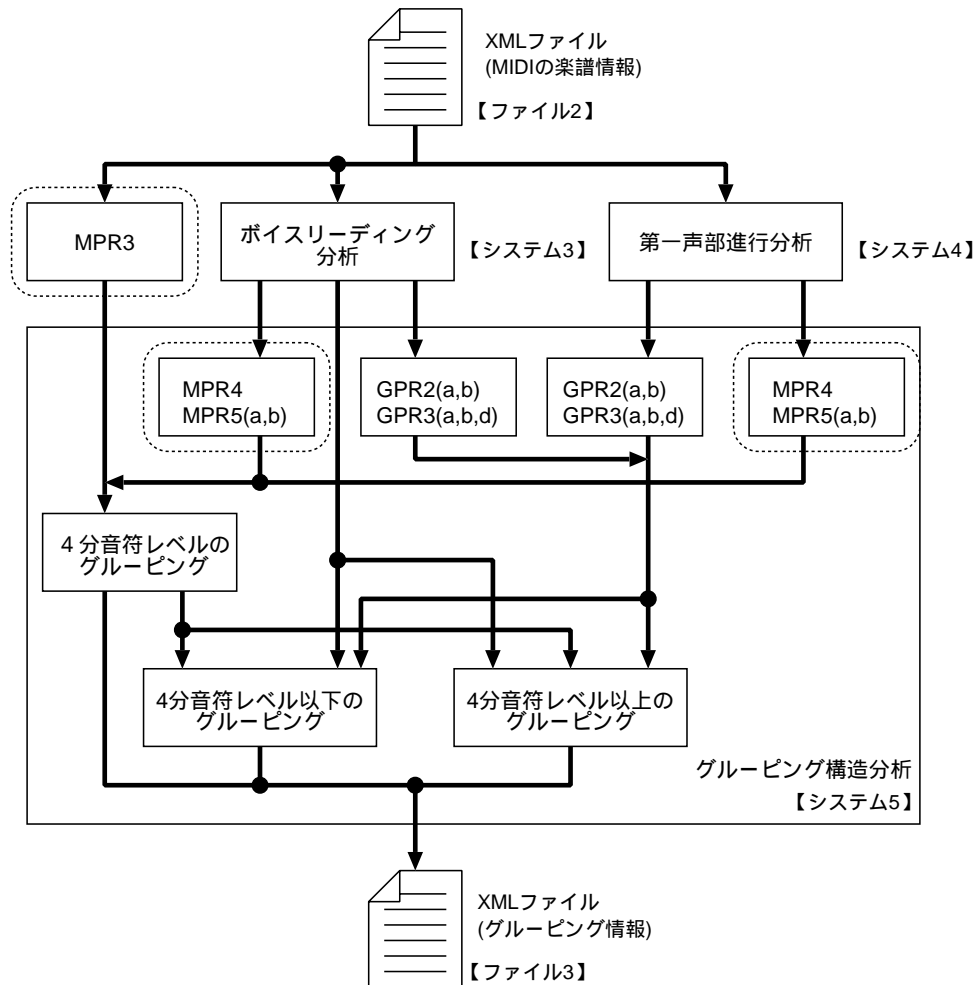 XMLファイル
(MIDIの楽譜情報)
【ファイル2】
MPR3
ボイスリーディング
分析
【システム3】
第一声部進行分析
【システム4】
MPR4
MPR5(a,b)
GPR2(a,b)
GPR3(a,b,d)
GPR2(a,b)
GPR3(a,b,d)
MPR4
MPR5(a,b)
4分音符レベルの
グルーピング
4分音符レベル以下の
グルーピング
4分音符レベル以上の
グルーピング
グルーピング構造分析
【システム5】
XMLファイル
(グルーピング情報)
【ファイル3】